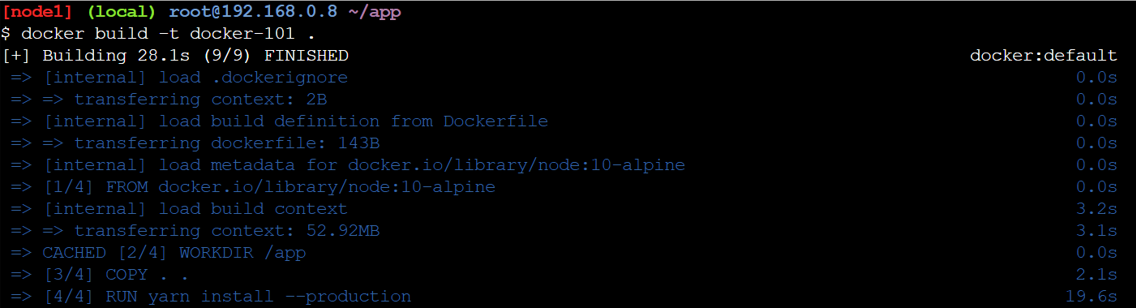 [node1] (local) root@192.168.0.8 ~/app
$ docker build -t docker-101 .
[+] Building 28.1s (9/9) FINISHED docker:default
=> [internal] load .dockerignore 0.0s
=> => transferring context: 2B 0.0s
=> [internal] load build definition from Dockerfile 0.0s
=> => transferring dockerfile: 143B 0.0s
=> [internal] load metadata for docker.io/library/node:10-alpine 0.0s
=> [1/4] FROM docker.io/library/node:10-alpine 0.0s
=> [internal] load build context 3.2s
=> => transferring context: 52.92MB 3.1s
=> CACHED [2/4] WORKDIR /app 0.0s
=> [3/4] COPY . . 2.1s
=> [4/4] RUN yarn install --production 19.6s